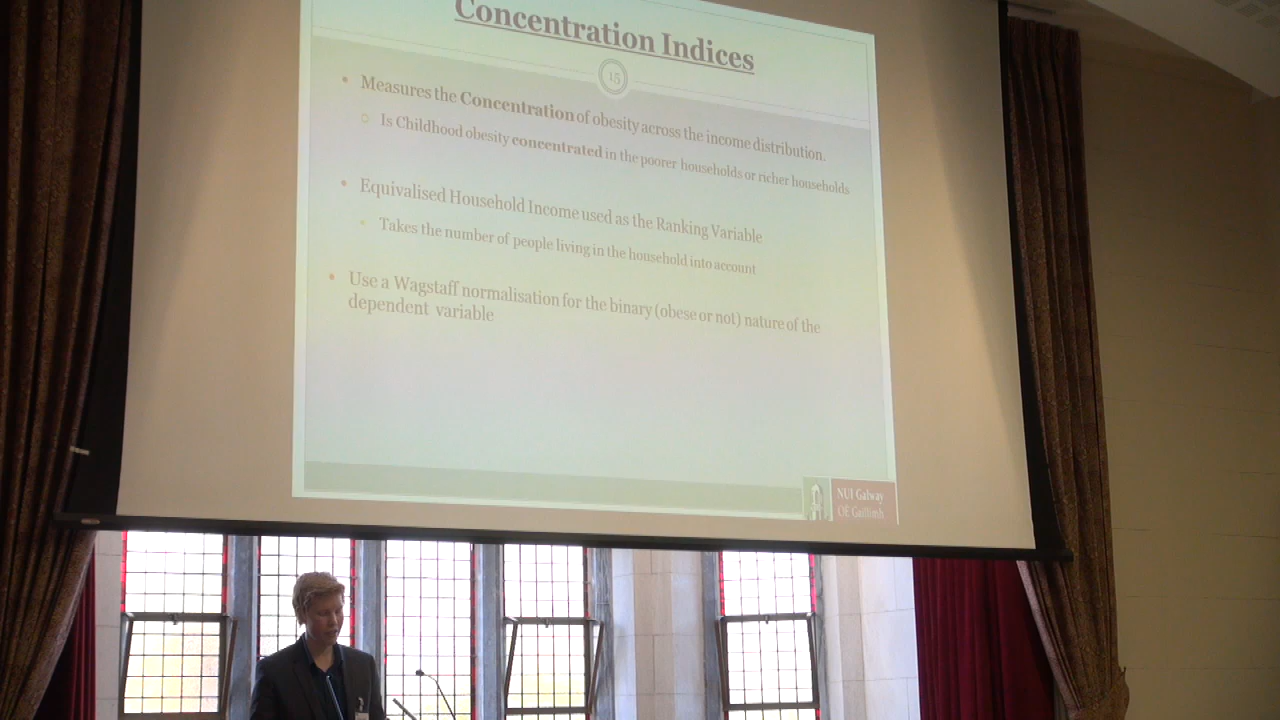 Concentration Indices
15
• Measures the Concentration of obesity across the income distribution.
Is Childhood obesity concentrated in the poorer households or richer households
• Equivalised Household Income used as the Ranking Variable
• Takes the number of people living in the household into account
• Use a Wagstaff normalisation for the binary (obese or not) nature of the
dependent variable
NUI Galway
OÉ Gaillimh